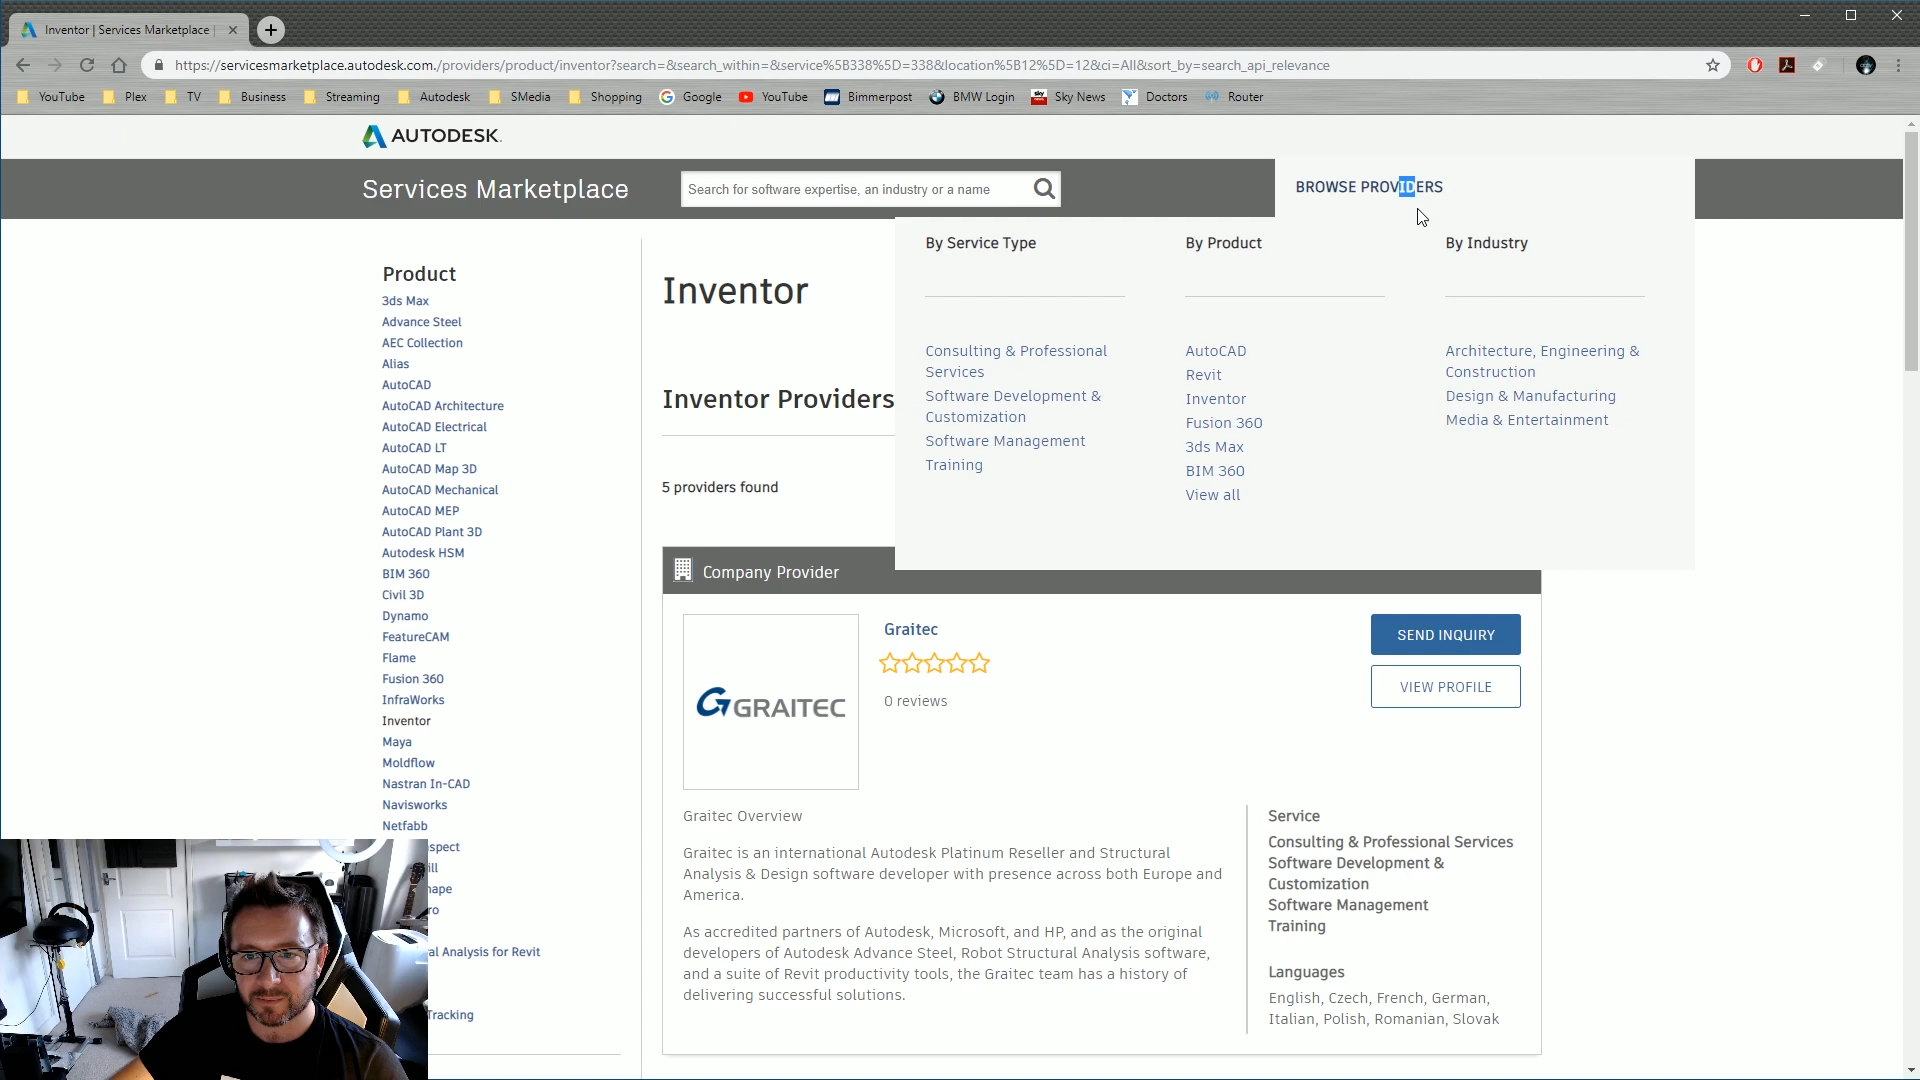 Inventor | Services Marketplace
https://servicesmarketplace.autodesk.com./providers/product/inventor?search=&search_within=&service%5B338%5D=338&location%5B12%5D=12&ci=All&sort_by=search_api_relevance
YouTube Plex TV Business Streaming Autodesk SMedia Shopping Google YouTube Bimmerpost BMW Login Sky News Doctors Router
AUTODESK.
Services Marketplace
Search for software expertise, an industry or a name
BROWSE PROVIDERS
By Service Type
Consulting & Professional
Services
Software Development &
Customization
Software Management
Training
By Product
AutoCAD
Revit
Inventor
Fusion 360
3ds Max
BIM 360
View all
By Industry
Architecture, Engineering &
Construction
Design & Manufacturing
Media & Entertainment
Product
3ds Max
Advance Steel
AEC Collection
Alias
AutoCAD
AutoCAD Architecture
AutoCAD Electrical
AutoCAD LT
AutoCAD Map 3D
AutoCAD Mechanical
AutoCAD MEP
AutoCAD Plant 3D
Autodesk HSM
BIM 360
Civil 3D
Dynamo
FeatureCAM
Flame
Fusion 360
InfraWorks
Inventor
Maya
Moldflow
Nastran In-CAD
Navisworks
Netfabb
spect
ill
hape
ro
al Analysis for Revit
Tracking
Inventor
Inventor Providers
5 providers found
Company Provider
GRAITEC
Graitec
0 reviews
SEND INQUIRY
VIEW PROFILE
Graitec Overview
Graitec is an international Autodesk Platinum Reseller and Structural
Analysis & Design software developer with presence across both Europe and
America.
As accredited partners of Autodesk, Microsoft, and HP, and as the original
developers of Autodesk Advance Steel, Robot Structural Analysis software,
and a suite of Revit productivity tools, the Graitec team has a history of
delivering successful solutions.
Service
Consulting & Professional Services
Software Development &
Customization
Software Management
Training
Languages
English, Czech, French, German,
Italian, Polish, Romanian, Slovak